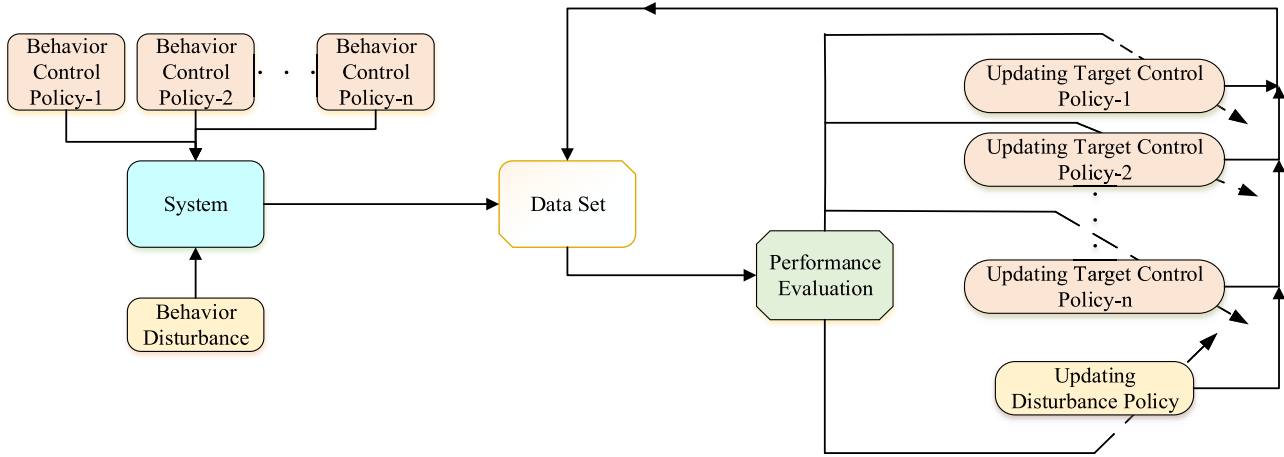 Behavior
Control
Policy-1
Behavior
Control
Policy-2
. . .
Behavior
Control
Policy-n
System
Behavior
Disturbance
Data Set
Performance
Evaluation
Updating Target Control
Policy-1
Updating Target Control
Policy-2
Updating Target Control
Policy-n
Updating
Disturbance Policy